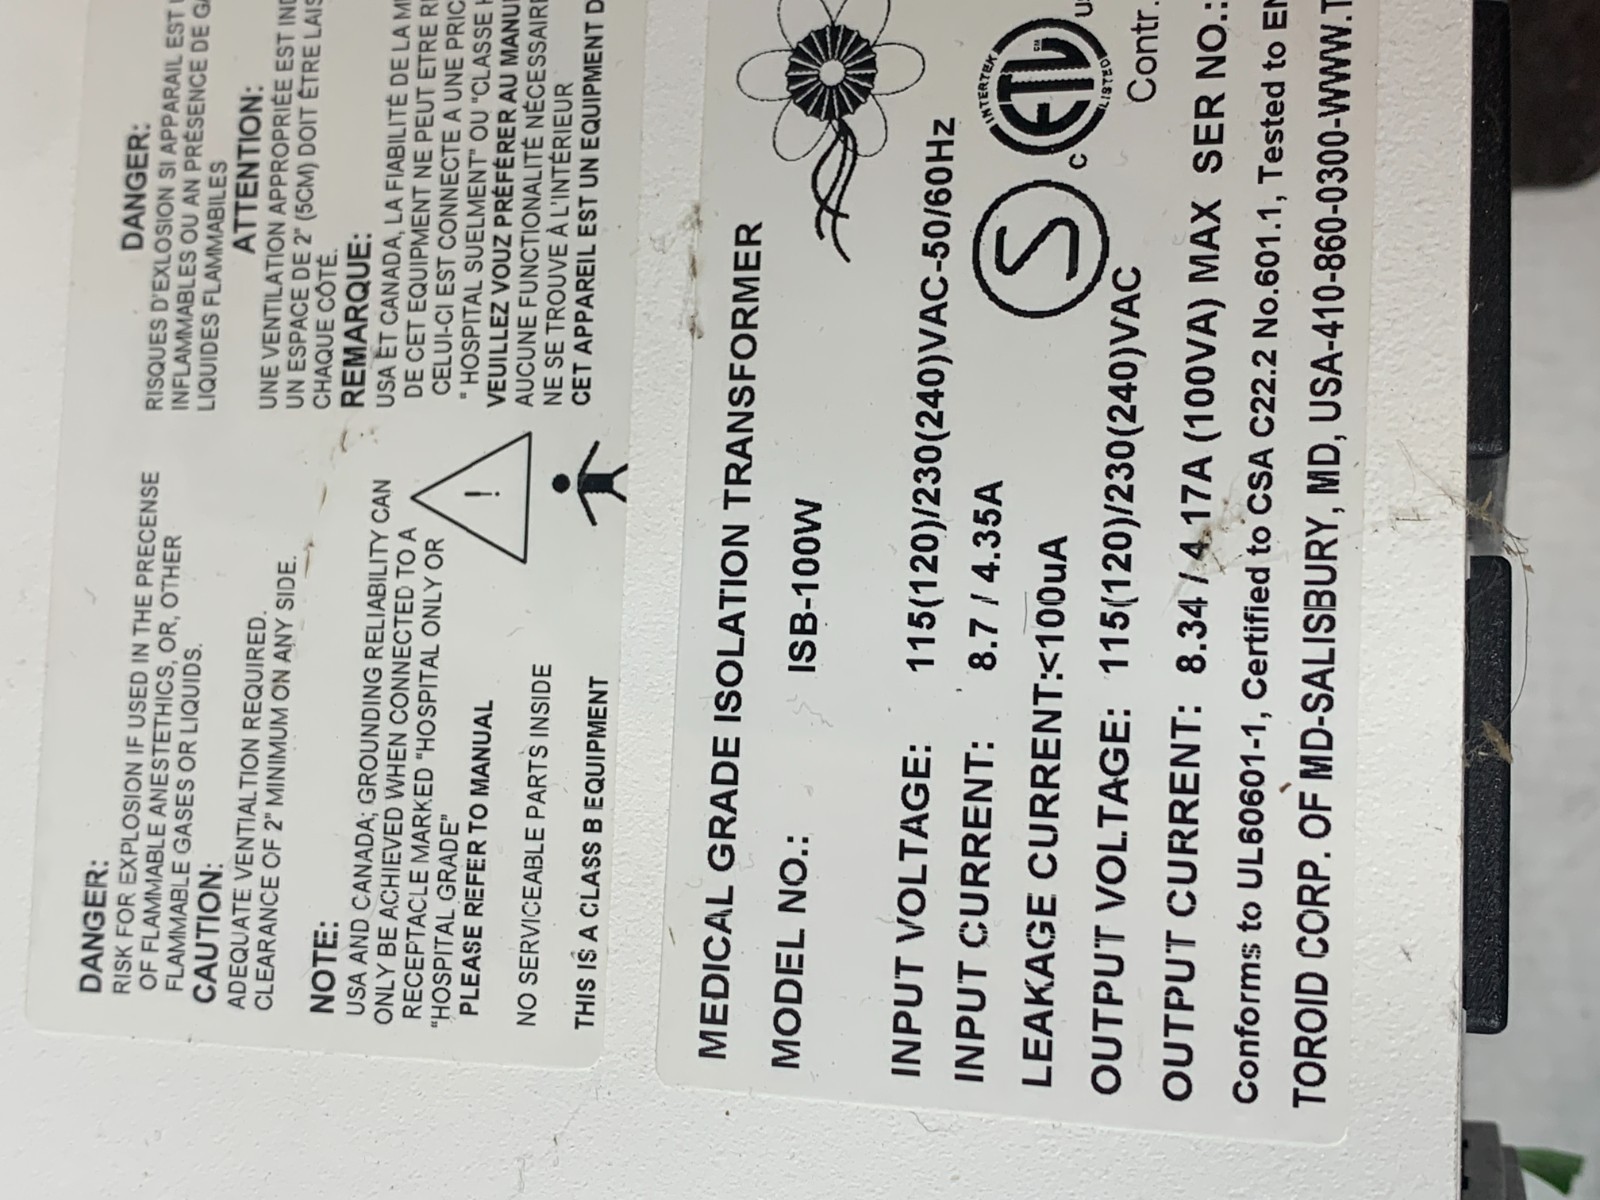 DANGER:
RISK FOR EXPLOSION IF USED IN THE PRECENSE
OF FLAMMABLE ANESTETHICS, OR, OTHER
FLAMMABLE GASES OR LIQUIDS.
CAUTION:
ADEQUATE VENTIALTION REQUIRED.
CLEARANCE OF 2" MINIMUM ON ANY SIDE.
NOTE:
USA AND CANADA; GROUNDING RELIABILITY CAN
ONLY BE ACHIEVED WHEN CONNECTED TO A
RECEPTACLE MARKED "HOSPITAL ONLY OR
"HOSPITAL GRADE"
PLEASE REFER TO MANUAL
NO SERVICEABLE PARTS INSIDE
THIS IS A CLASS B EQUIPMENT
!
DANGER:
RISQUES D'EXLOSION SI APPARAIL EST
INFLAMMABLES OU AN PRÉSENCE DE
LIQUIDES FLAMMABILES
ATTENTION:
UNE VENTILATION APPROPRIÉE EST
UN ESPACE DE 2" (5CM) DOIT ÊTRE
CHAQUE CÔTÉ.
REMARQUE:
USA ET CANADA, LA FIABILITÉ DE LA
DE CET EQUIPMENT NE PEUT ETRE
CELUI-CI EST CONNECTE A UNE
" HOSPITAL SUELMENT" OU "CLASSE
VEUILLEZ VOUZ PRÉFÉRER AU
AUCUNE FUNCTIONALITÉ NÉCESSAIRE
NE SE TROUVE À L'INTÉRIEUR
CET APPAREIL EST UN EQUIPMENT
MEDICAL GRADE ISOLATION TRANSFORMER
MODEL NO.: ISB-100W
INPUT VOLTAGE: 115(120)/230(240)VAC-50/60Hz
INPUT CURRENT: 8.7 / 4.35A
LEAKAGE CURRENT:<100uA
OUTPUT VOLTAGE: 115(120)/230(240)VAC
OUTPUT CURRENT: 8.34 / 4.17A (100VA) MAX SER NO.:
Conforms to UL60601-1, Certified to CSA C22.2 No.601.1, Tested to
TOROID CORP. OF MD-SALISBURY, MD, USA-410-860-0300-WWW.T
S
C
INTERTEK
ETL
CM
LISTED
Contr.